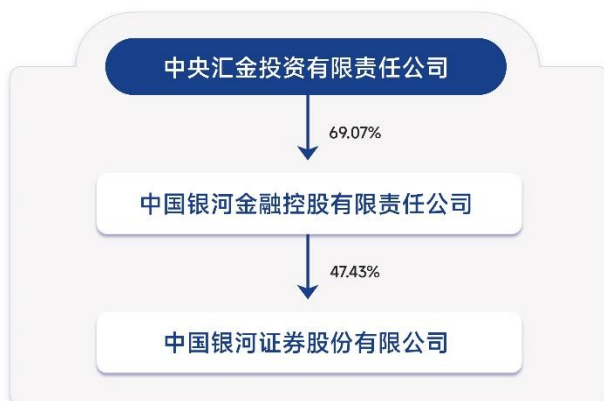 中央汇金投资有限责任公司
69.07%
中国银河金融控股有限责任公司
47.43%
中国银河证券股份有限公司